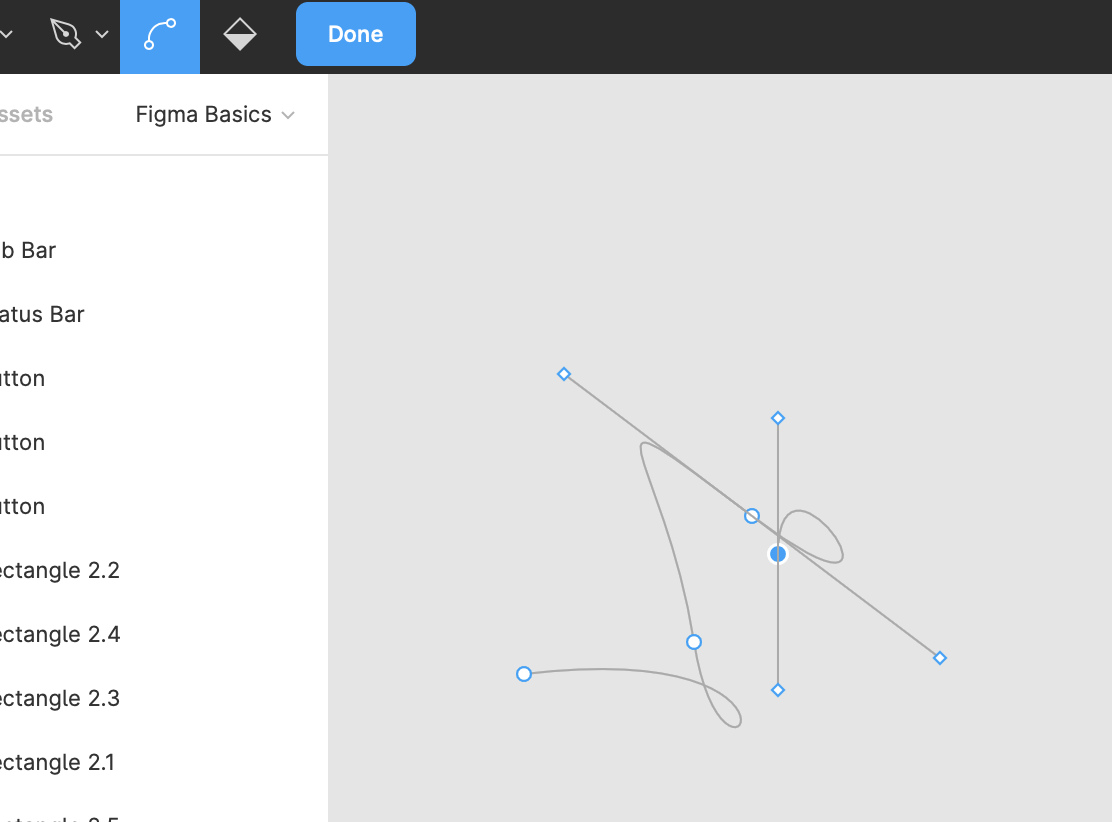 Done
ssets Figma Basics
b Bar
atus Bar
utton
utton
utton
ectangle 2.2
ectangle 2.4
ectangle 2.3
ectangle 2.1